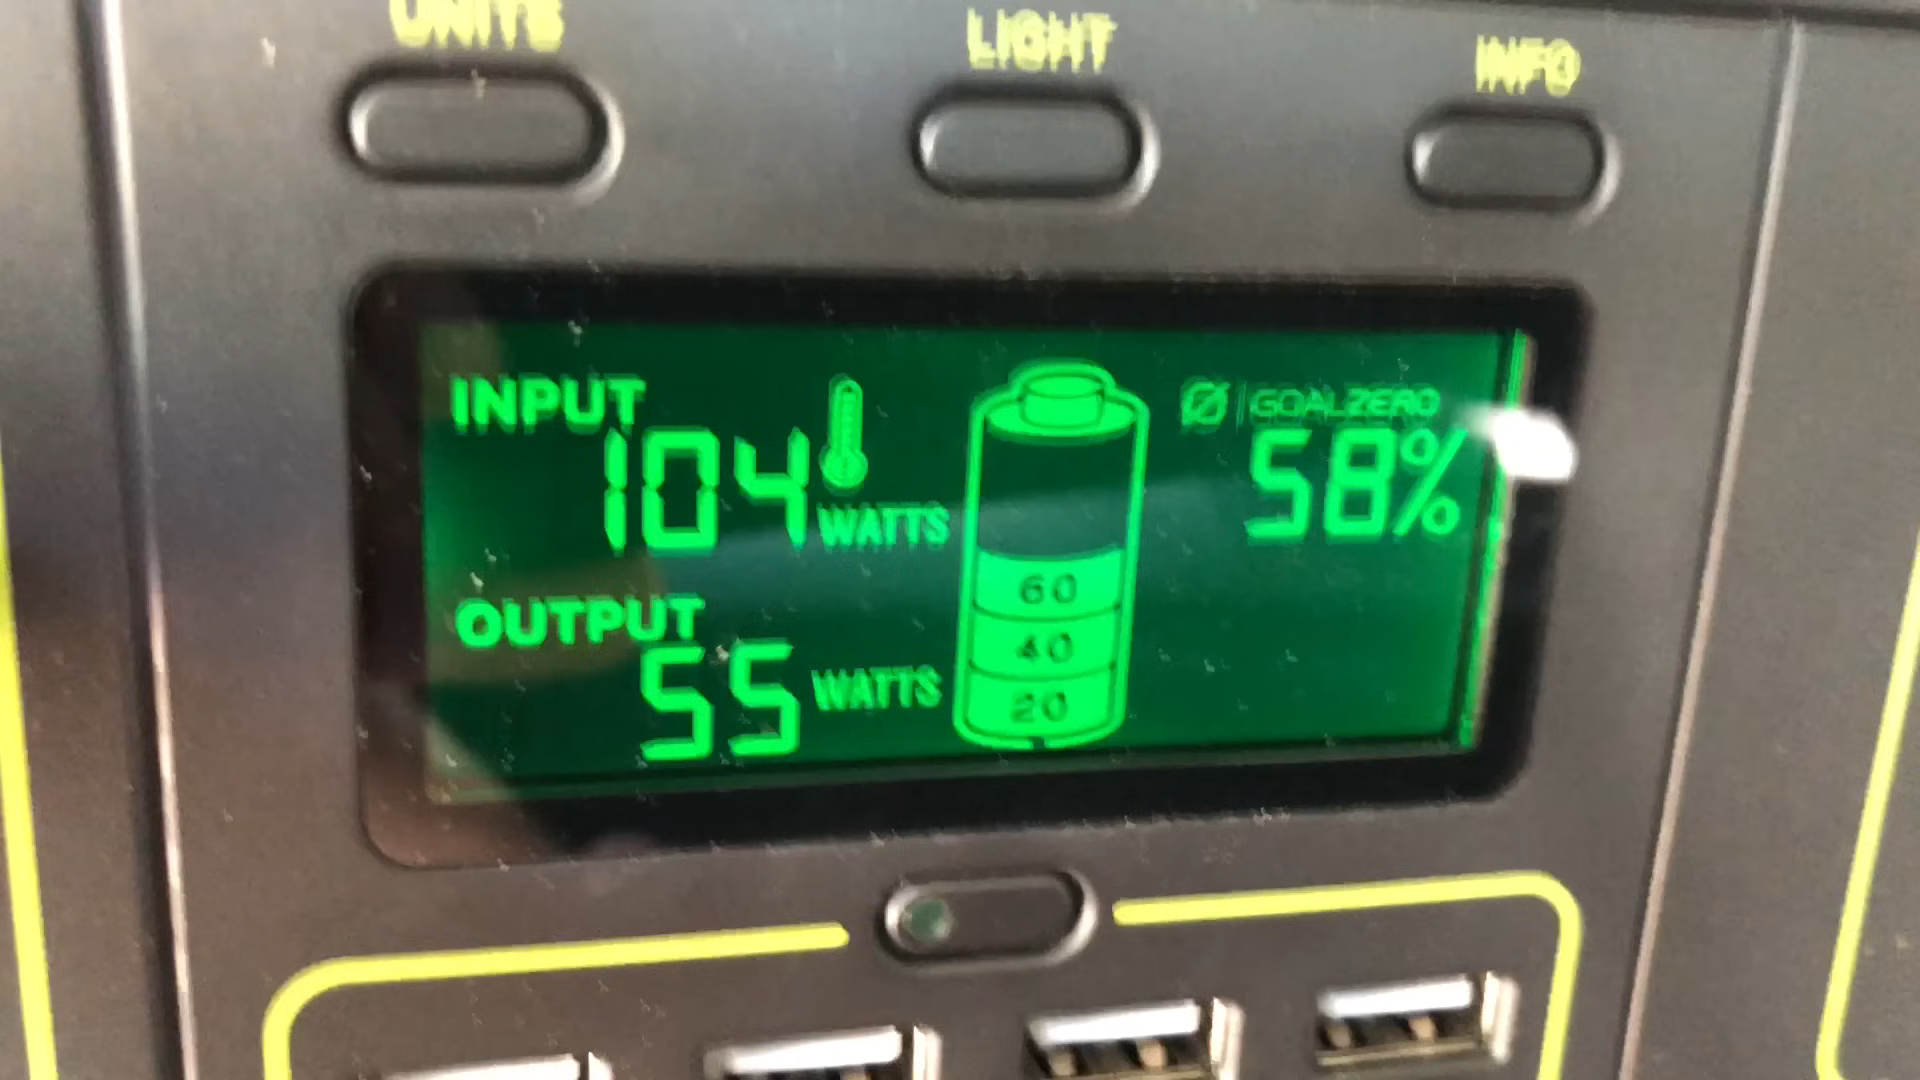 UNITS LIGHT INFO
INPUT
104 WATTS
OUTPUT
55 WATTS
60
40
20
GOALZERO
58%